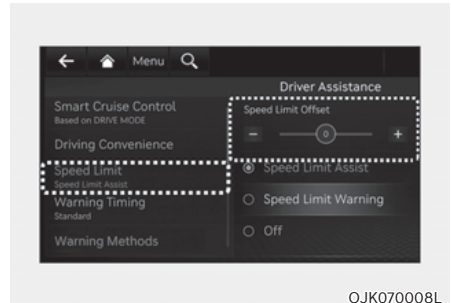 Menu
Driver Assistance
Smart Cruise Control
Based on DRIVE MODE
Driving Convenience
Speed Limit
Speed Limit Assist
Warning Timing
Standard
Warning Methods
Speed Limit Offset
- 0 +
Speed Limit Assist
Speed Limit Warning
Off
OJK070008L